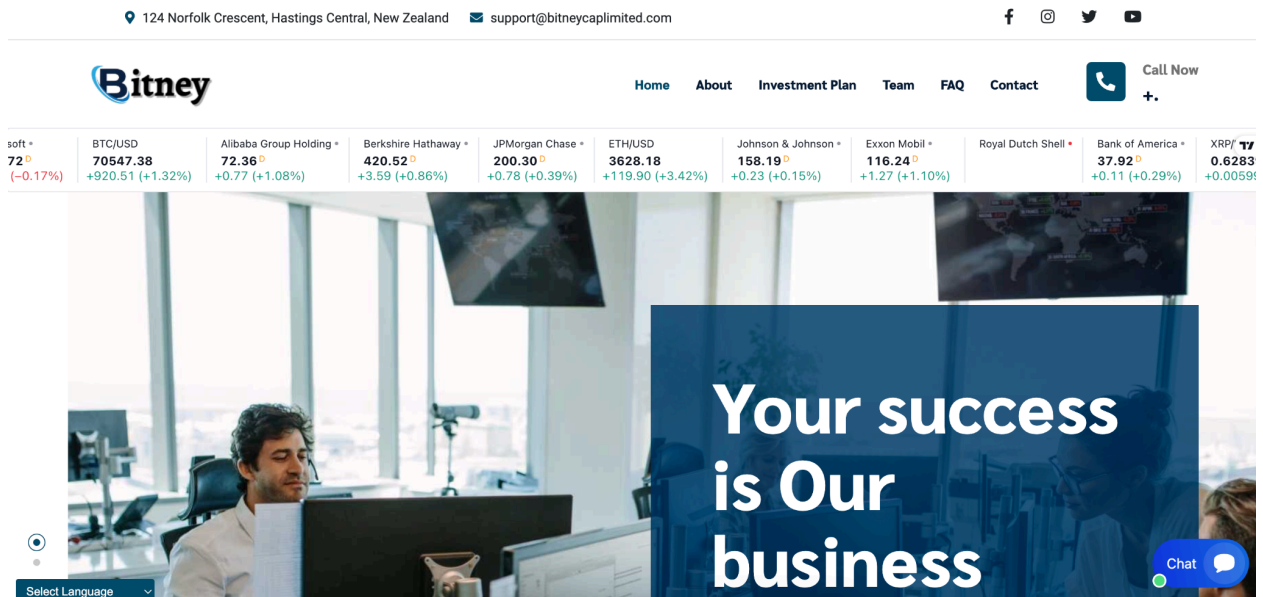 124 Norfolk Crescent, Hastings Central, New Zealand support@bitneycaplimited.com
Bitney
Home About Investment Plan Team FAQ Contact
Call Now
+.
soft
72 D
(−0.17%)
BTC/USD
70547.38
+920.51 (+1.32%)
Alibaba Group Holding
72.36 D
+0.77 (+1.08%)
Berkshire Hathaway
420.52 D
+3.59 (+0.86%)
JPMorgan Chase
200.30 D
+0.78 (+0.39%)
ETH/USD
3628.18
+119.90 (+3.42%)
Johnson & Johnson
158.19 D
+0.23 (+0.15%)
Exxon Mobil
116.24 D
+1.27 (+1.10%)
Royal Dutch Shell
Bank of America
37.92 D
+0.11 (+0.29%)
XRP/
0.6283
+0.00599
Your success
is Our
business
Chat
Select Language